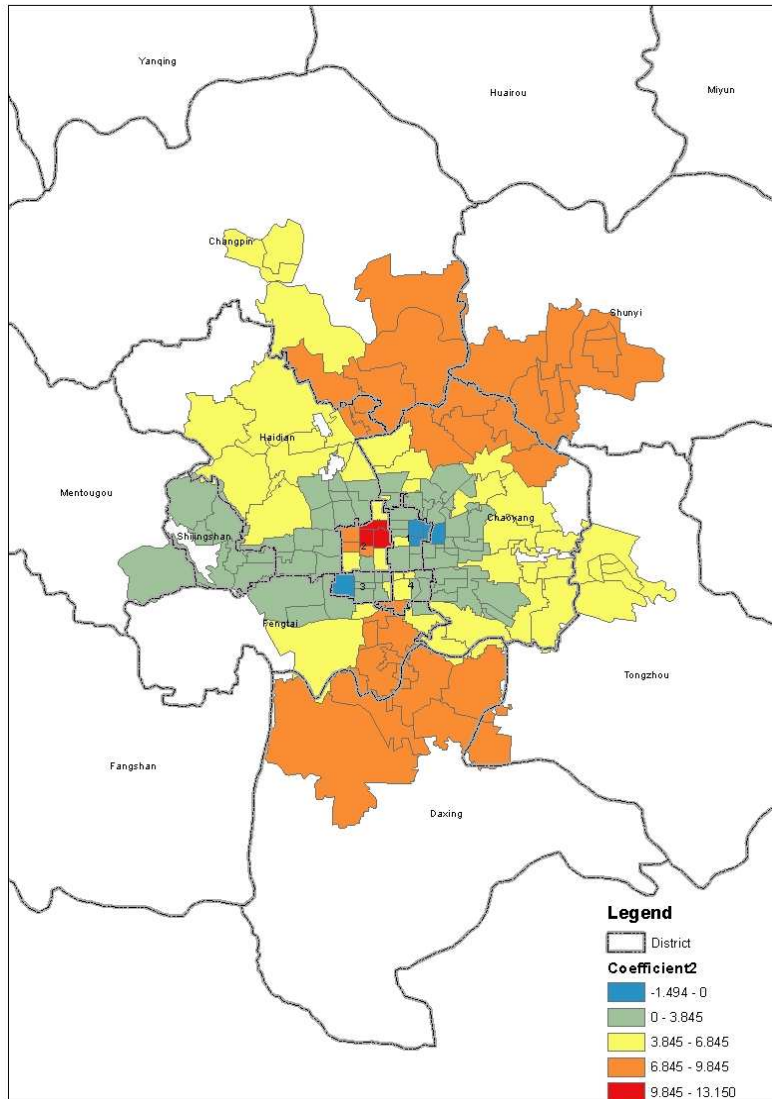 Yanqing
Huairou
Miyun
Changpin
Shunyi
Haidian
Mentougou
Chaoyang
Shijingshan
2
3
4
Fengtai
Tongzhou
Fangshan
Daxing
Legend
District
Coefficient2
-1.494 - 0
0 - 3.845
3.845 - 6.845
6.845 - 9.845
9.845 - 13.150